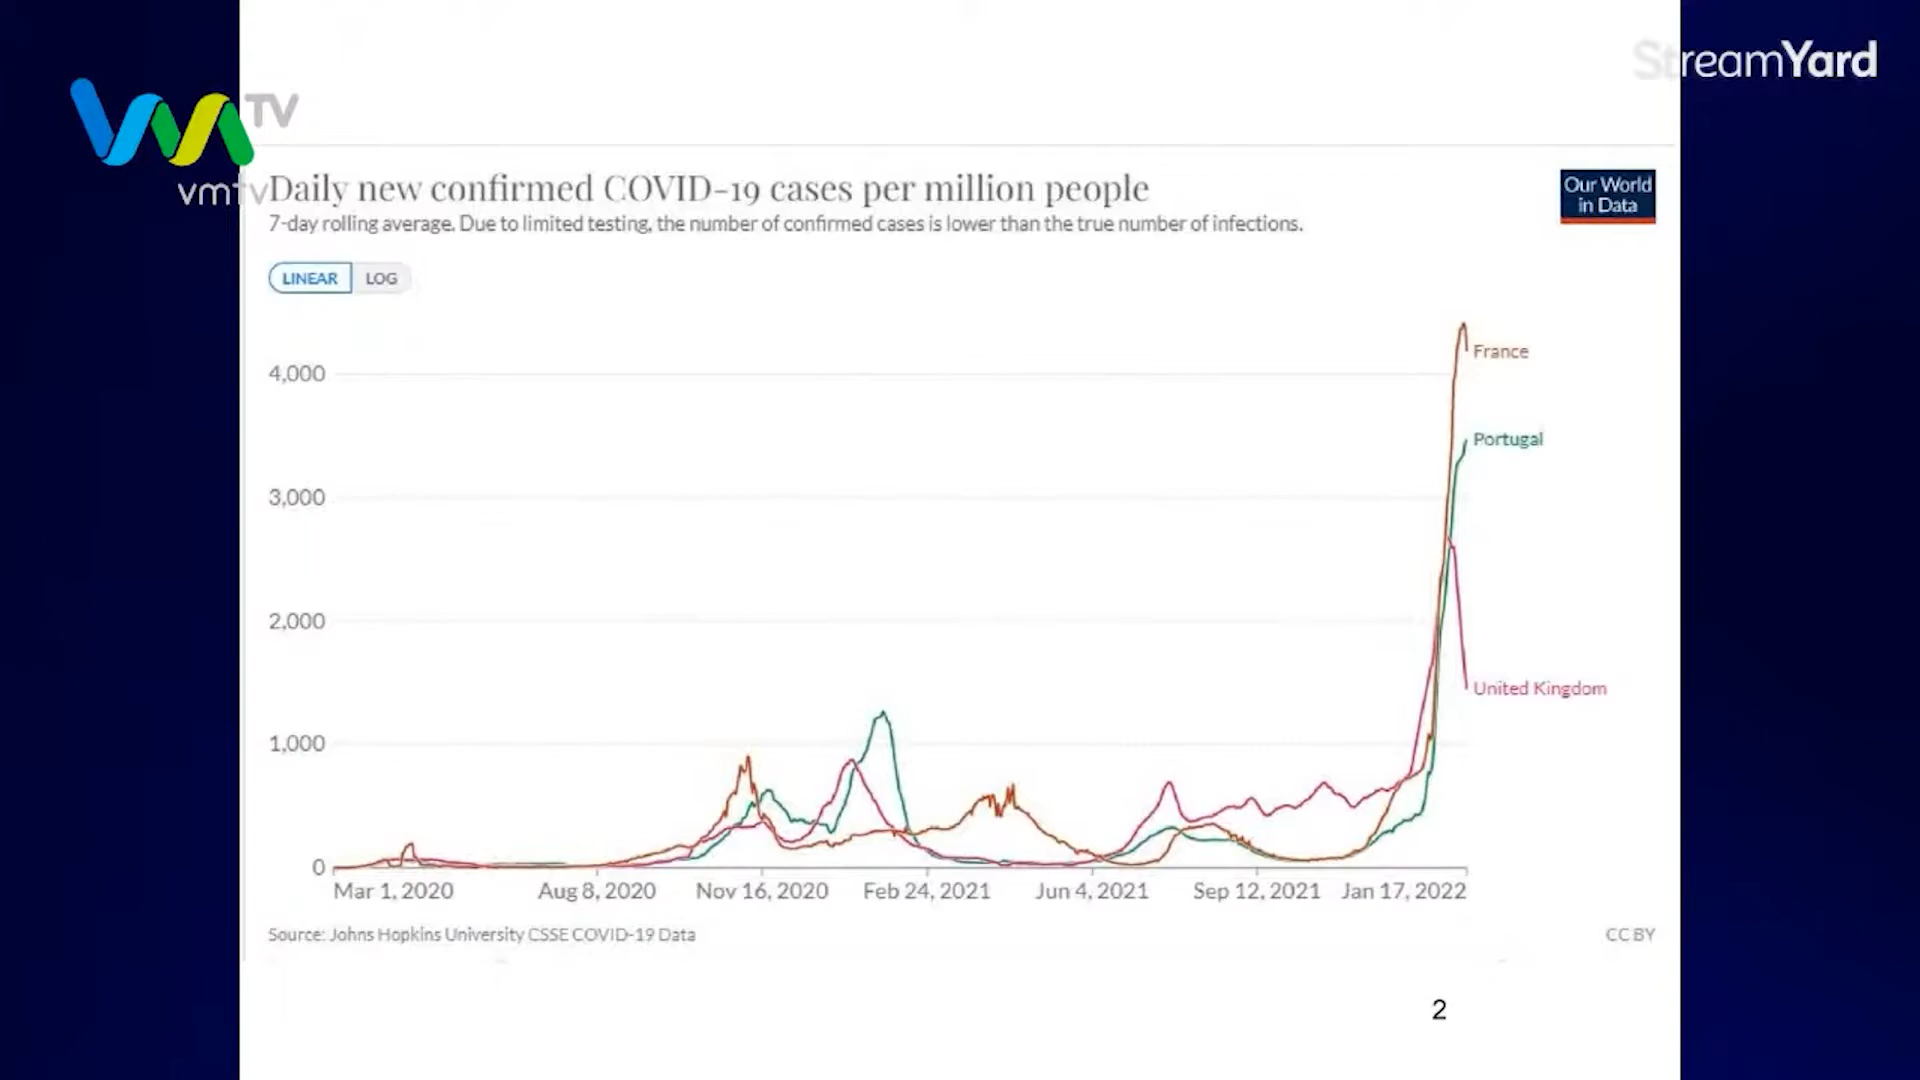 StreamYard
TV
vmtv
Daily new confirmed COVID-19 cases per million people
Our World
in Data
7-day rolling average. Due to limited testing, the number of confirmed cases is lower than the true number of infections.
LINEAR LOG
France
4,000
Portugal
3,000
2,000
United Kingdom
1,000
0
Mar 1, 2020 Aug 8, 2020 Nov 16, 2020 Feb 24, 2021 Jun 4, 2021 Sep 12, 2021 Jan 17, 2022
Source: Johns Hopkins University CSSE COVID-19 Data
CC BY
2